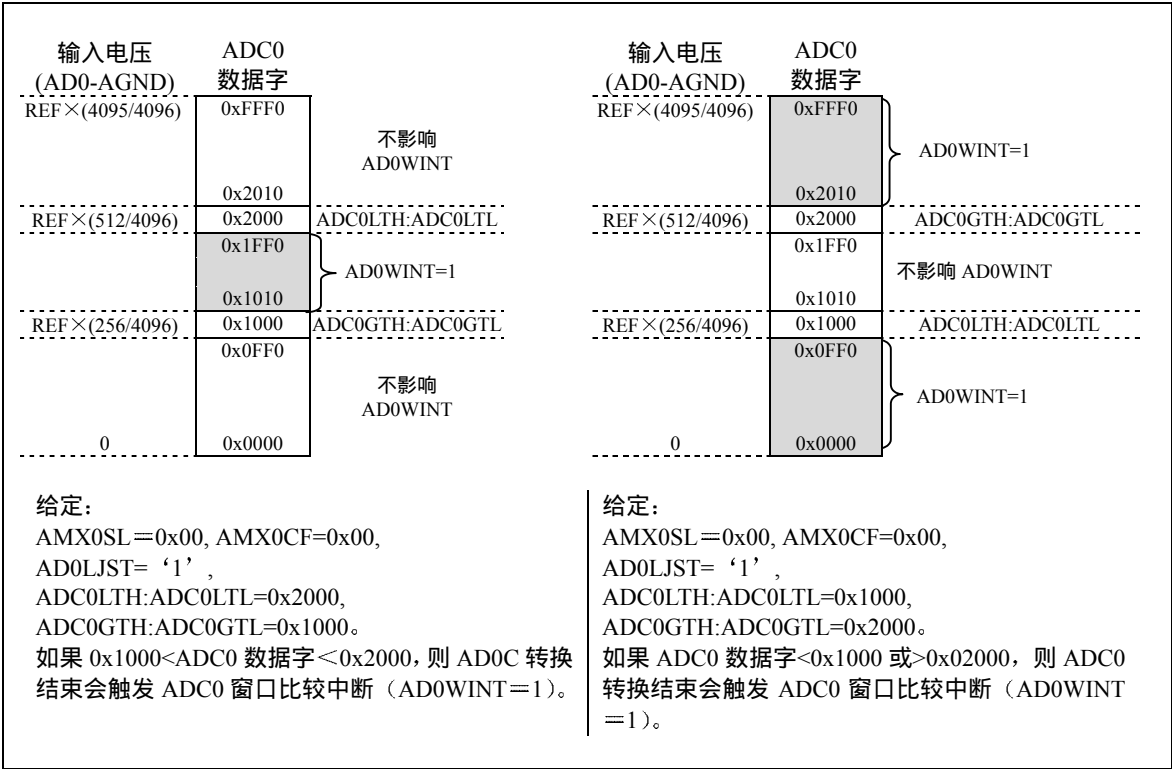 输入电压 ADC0
(AD0-AGND) 数据字
REF×(4095/4096) 0xFFF0
不影响
AD0WINT
0x2010
REF×(512/4096) 0x2000 ADC0LTH:ADC0LTL
0x1FF0
AD0WINT=1
0x1010
REF×(256/4096) 0x1000 ADC0GTH:ADC0GTL
0x0FF0
不影响
AD0WINT
0 0x0000
给定:
AMX0SL=0x00, AMX0CF=0x00,
AD0LJST= ‘1’,
ADC0LTH:ADC0LTL=0x2000,
ADC0GTH:ADC0GTL=0x1000。
如果 0x1000<ADC0 数据字<0x2000,则 AD0C 转换
结束会触发 ADC0 窗口比较中断(AD0WINT=1)。
输入电压 ADC0
(AD0-AGND) 数据字
REF×(4095/4096) 0xFFF0
AD0WINT=1
0x2010
REF×(512/4096) 0x2000 ADC0GTH:ADC0GTL
0x1FF0
不影响 AD0WINT
0x1010
REF×(256/4096) 0x1000 ADC0LTH:ADC0LTL
0x0FF0
AD0WINT=1
0 0x0000
给定:
AMX0SL=0x00, AMX0CF=0x00,
AD0LJST= ‘1’,
ADC0LTH:ADC0LTL=0x1000,
ADC0GTH:ADC0GTL=0x2000。
如果 ADC0 数据字<0x1000 或>0x02000,则 ADC0
转换结束会触发 ADC0 窗口比较中断(AD0WINT
=1)。